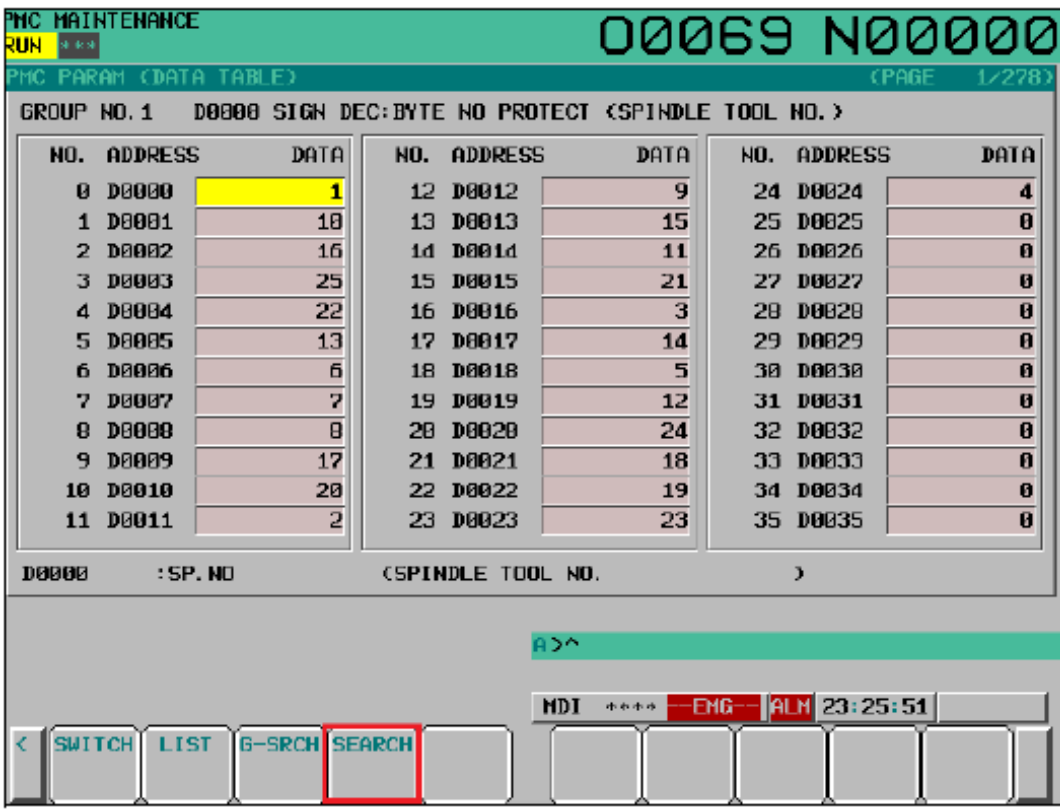 PMC MAINTENANCE
RUN ***
O0069 N00000
PMC PARAM (DATA TABLE) (PAGE 1/278)
GROUP NO.1 D0000 SIGN DEC:BYTE NO PROTECT (SPINDLE TOOL NO.)
NO. ADDRESS DATA NO. ADDRESS DATA NO. ADDRESS DATA
0 D0000 1 12 D0012 9 24 D0024 4
1 D0001 10 13 D0013 15 25 D0025 0
2 D0002 16 14 D0014 11 26 D0026 0
3 D0003 25 15 D0015 21 27 D0027 0
4 D0004 22 16 D0016 3 28 D0028 0
5 D0005 13 17 D0017 14 29 D0029 0
6 D0006 6 18 D0018 5 30 D0030 0
7 D0007 7 19 D0019 12 31 D0031 0
8 D0008 8 20 D0020 24 32 D0032 0
9 D0009 17 21 D0021 18 33 D0033 0
10 D0010 20 22 D0022 19 34 D0034 0
11 D0011 2 23 D0023 23 35 D0035 0
D0000 :SP.NO (SPINDLE TOOL NO. )
A>^
MDI **** --EMG-- ALM 23:25:51
< SWITCH LIST G-SRCH SEARCH